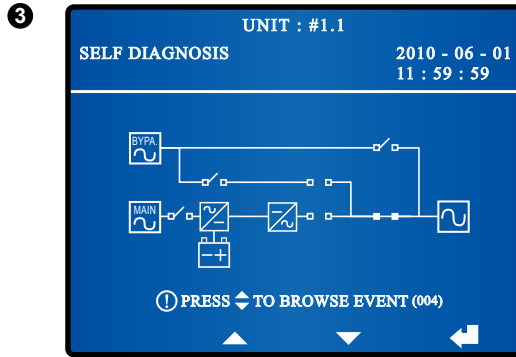 3
UNIT : #1.1
SELF DIAGNOSIS
2010 - 06 - 01
11 : 59 : 59
BYPA.
MAIN
! PRESS TO BROWSE EVENT (004)